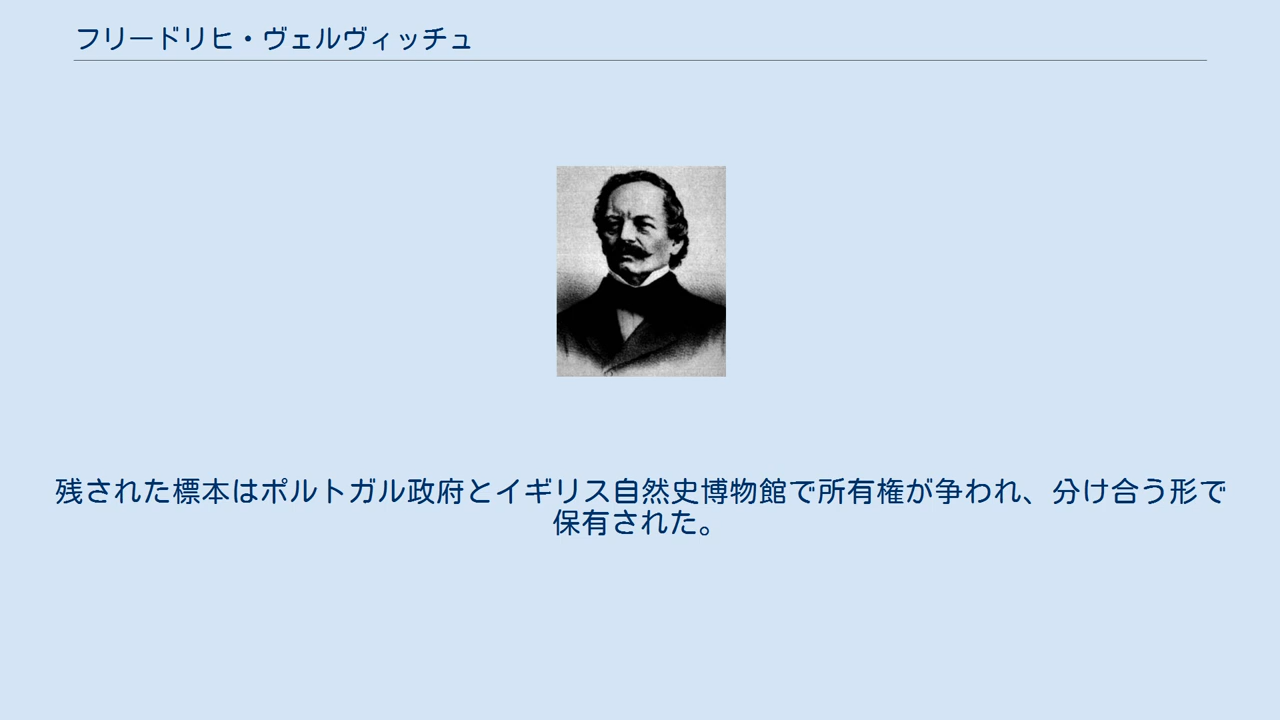 フリードリヒ・ヴェルヴィッチュ
残された標本はポルトガル政府とイギリス自然史博物館で所有権が争われ、分け合う形で
保有された。